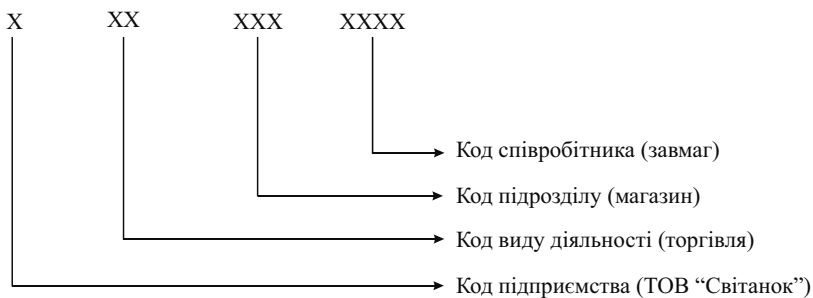 X XX XXX XXXX
Код співробітника (завмаг)
Код підрозділу (магазин)
Код виду діяльності (торгівля)
Код підприємства (ТОВ “Світанок”)